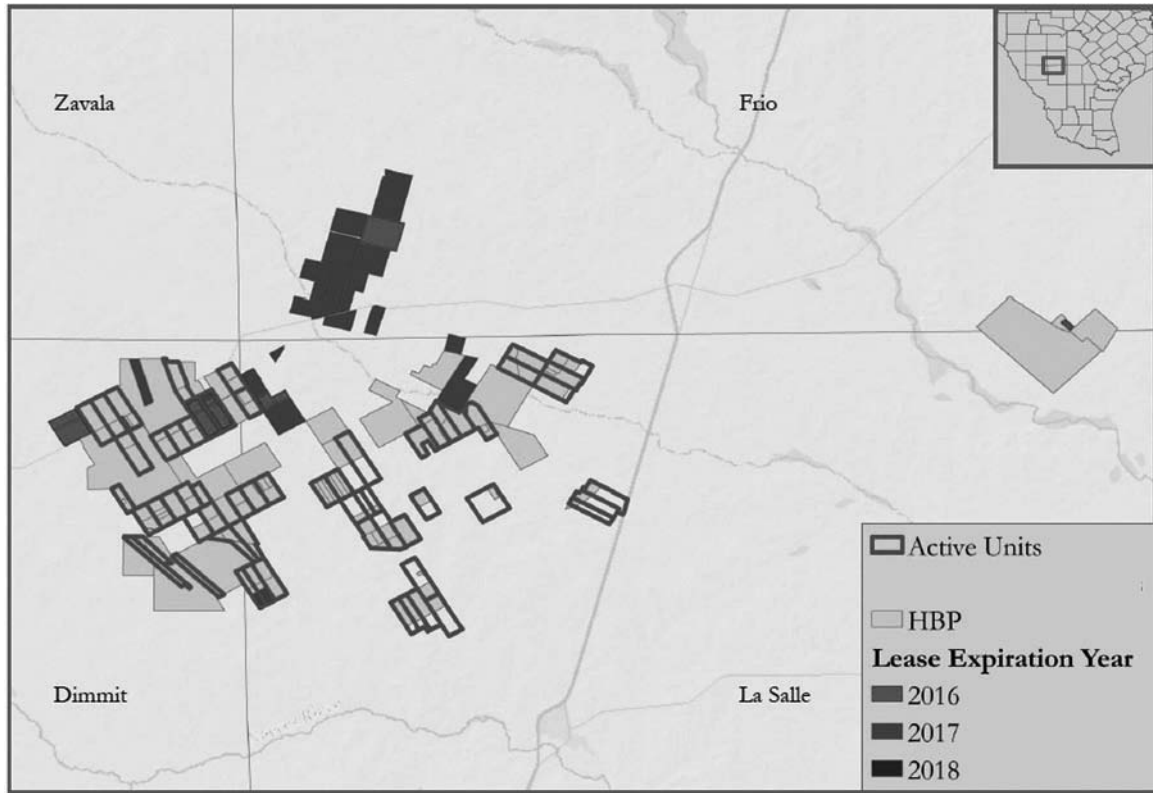 Zavala
Frio
Dimmit
La Salle
Active Units
HBP
Lease Expiration Year
2016
2017
2018